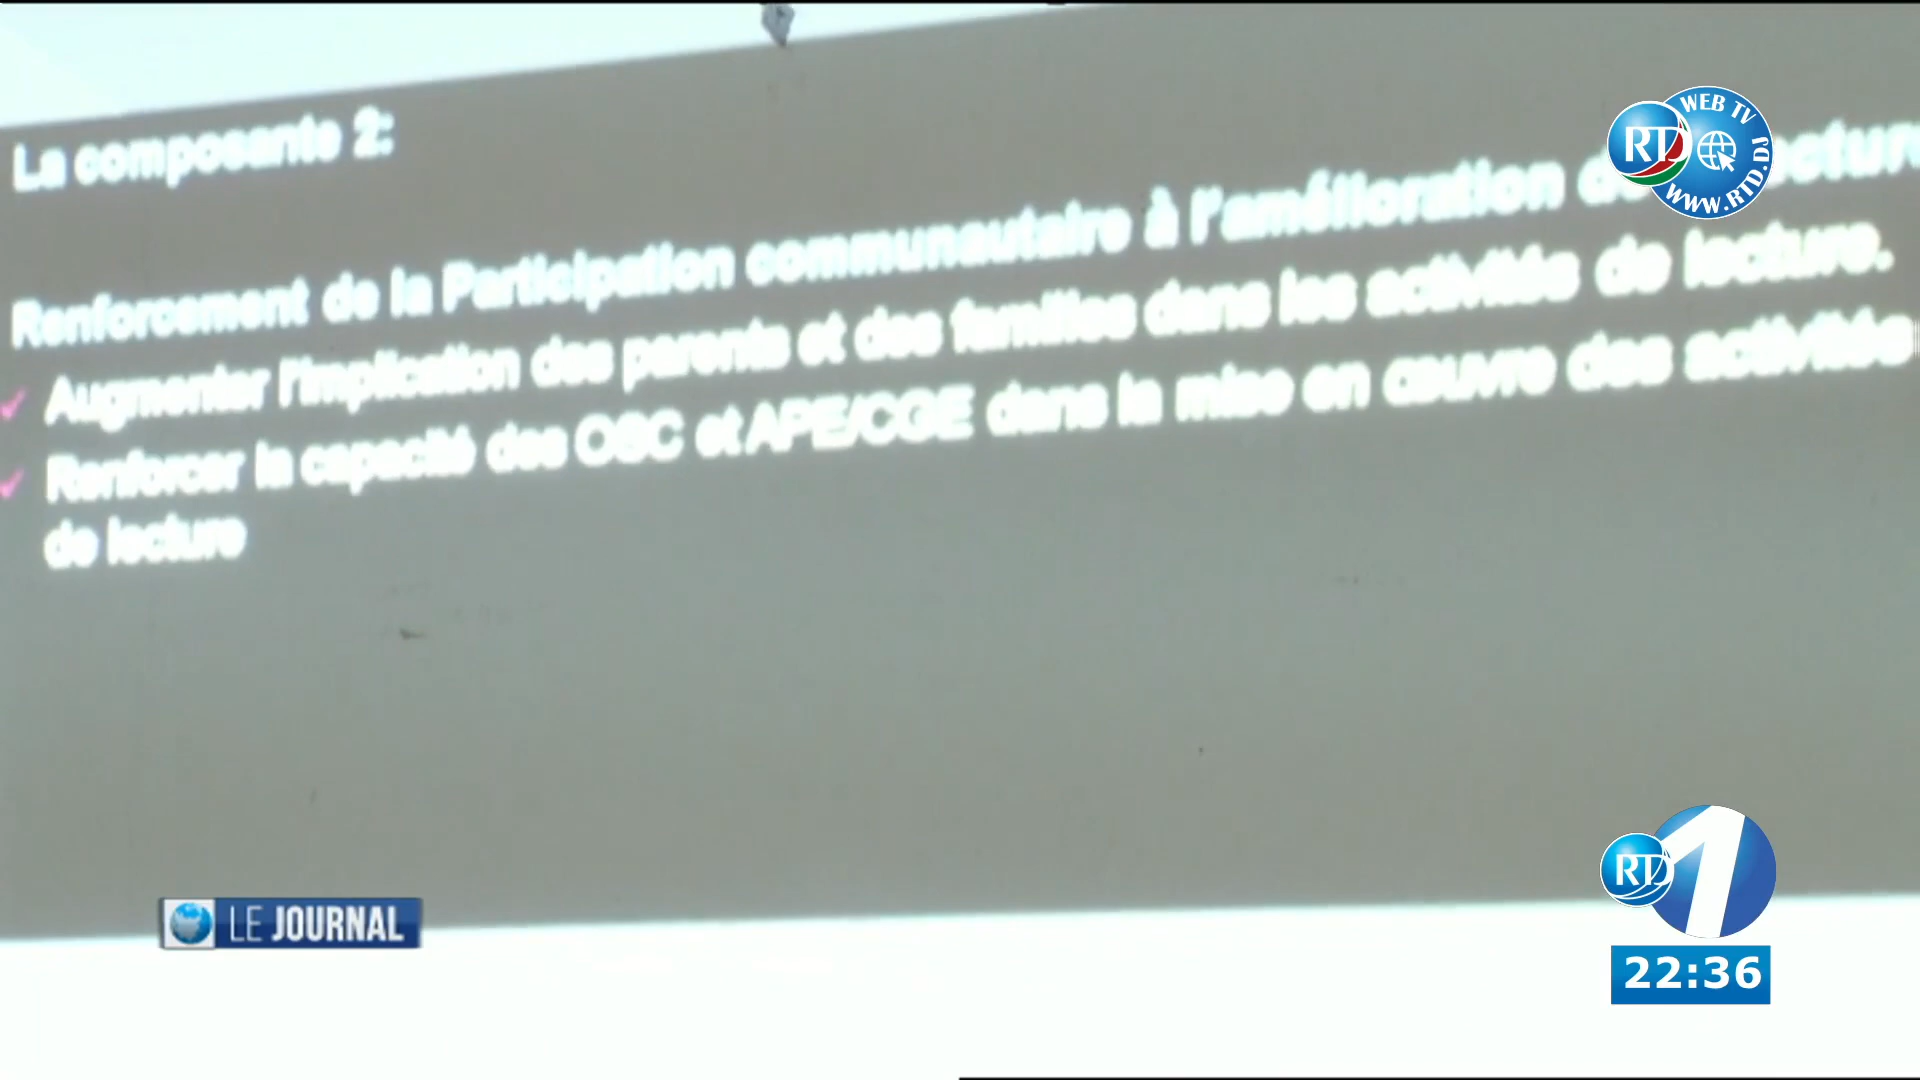 La composante 2:
Renforcement de la Participation communautaire à l'amélioration de lecture
✓ Augmenter l'implication des parents et des familles dans les activités de lecture.
✓ Renforcer la capacité des OSC et APE/CGE dans la mise en œuvre des activités
de lecture
RTD
WEB TV
WWW.RTD.DJ
LE JOURNAL
RTD
1
22:36